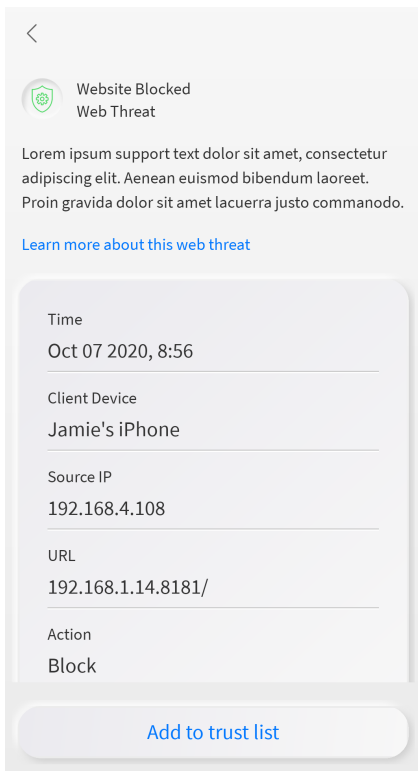 Website Blocked
Web Threat
Lorem ipsum support text dolor sit amet, consectetur
adipiscing elit. Aenean euismod bibendum laoreet.
Proin gravida dolor sit amet lacuerra justo commanodo.
Learn more about this web threat
Time
Oct 07 2020, 8:56
Client Device
Jamie's iPhone
Source IP
192.168.4.108
URL
192.168.1.14.8181/
Action
Block
Add to trust list